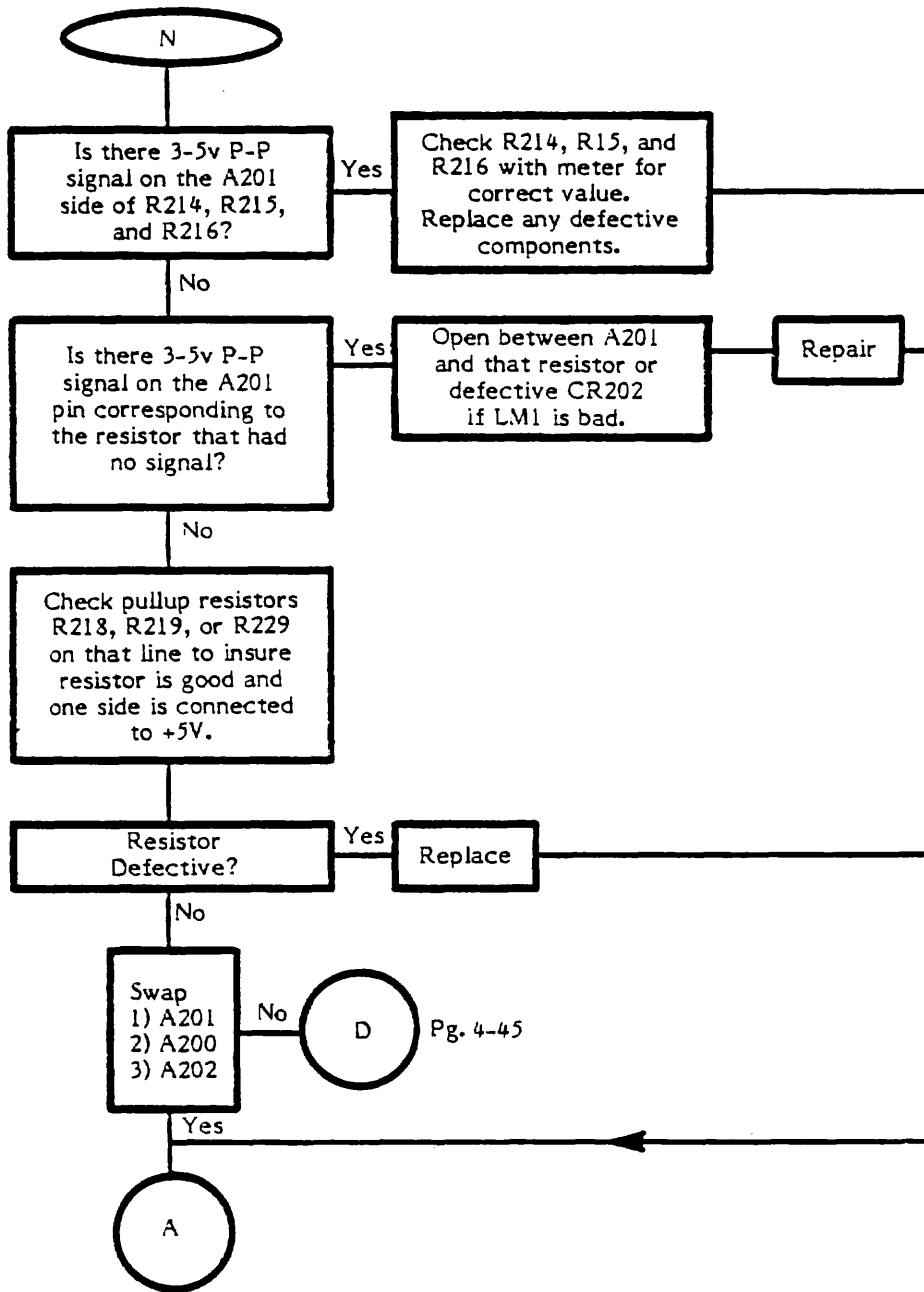 N
Is there 3-5v P-P
signal on the A201
side of R214, R215,
and R216?
Yes
Check R214, R15, and
R216 with meter for
correct value.
Replace any defective
components.
No
Is there 3-5v P-P
signal on the A201
pin corresponding to
the resistor that had
no signal?
Yes
Open between A201
and that resistor or
defective CR202
if LM1 is bad.
Repair
No
Check pullup resistors
R218, R219, or R229
on that line to insure
resistor is good and
one side is connected
to +5V.
Resistor
Defective?
Yes
Replace
No
Swap
1) A201
2) A200
3) A202
No
D
Pg. 4-45
Yes
A